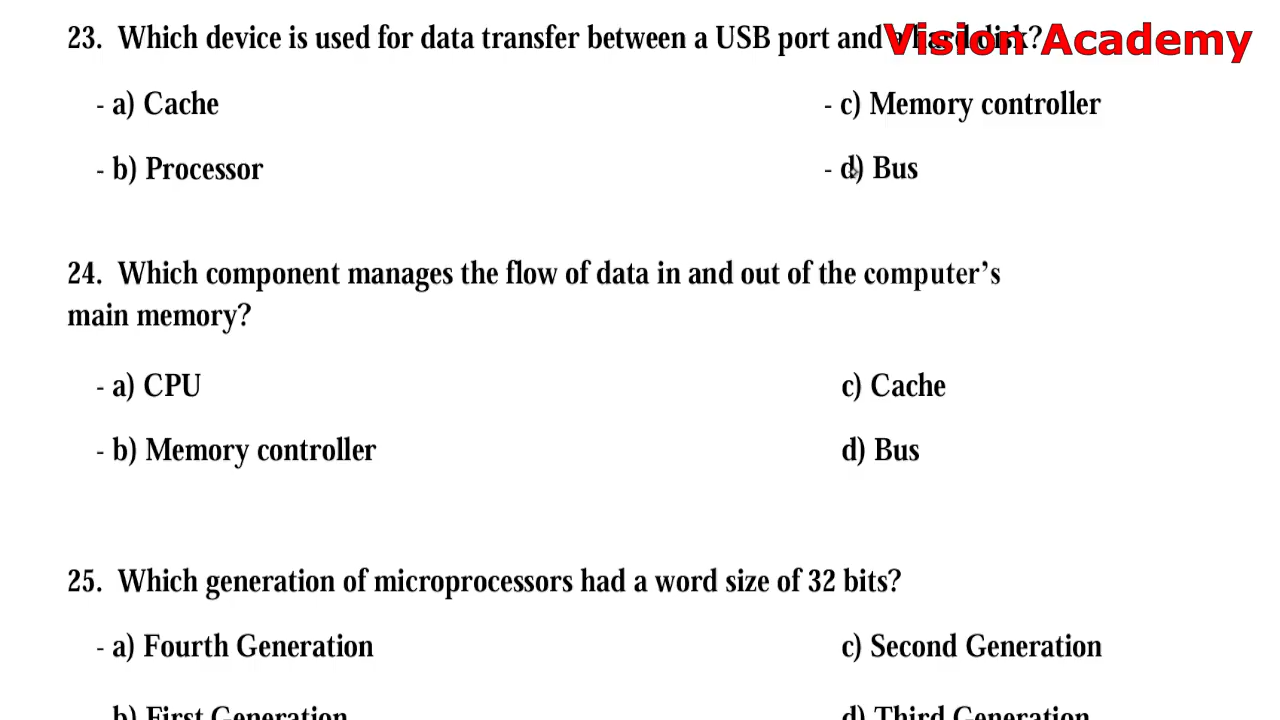 23. Which device is used for data transfer between a USB port and a hard disk?
Vision Academy
- a) Cache
- c) Memory controller
- b) Processor
- d) Bus
24. Which component manages the flow of data in and out of the computer’s
main memory?
- a) CPU
c) Cache
- b) Memory controller
d) Bus
25. Which generation of microprocessors had a word size of 32 bits?
- a) Fourth Generation
c) Second Generation
b) First Generation
d) Third Generation